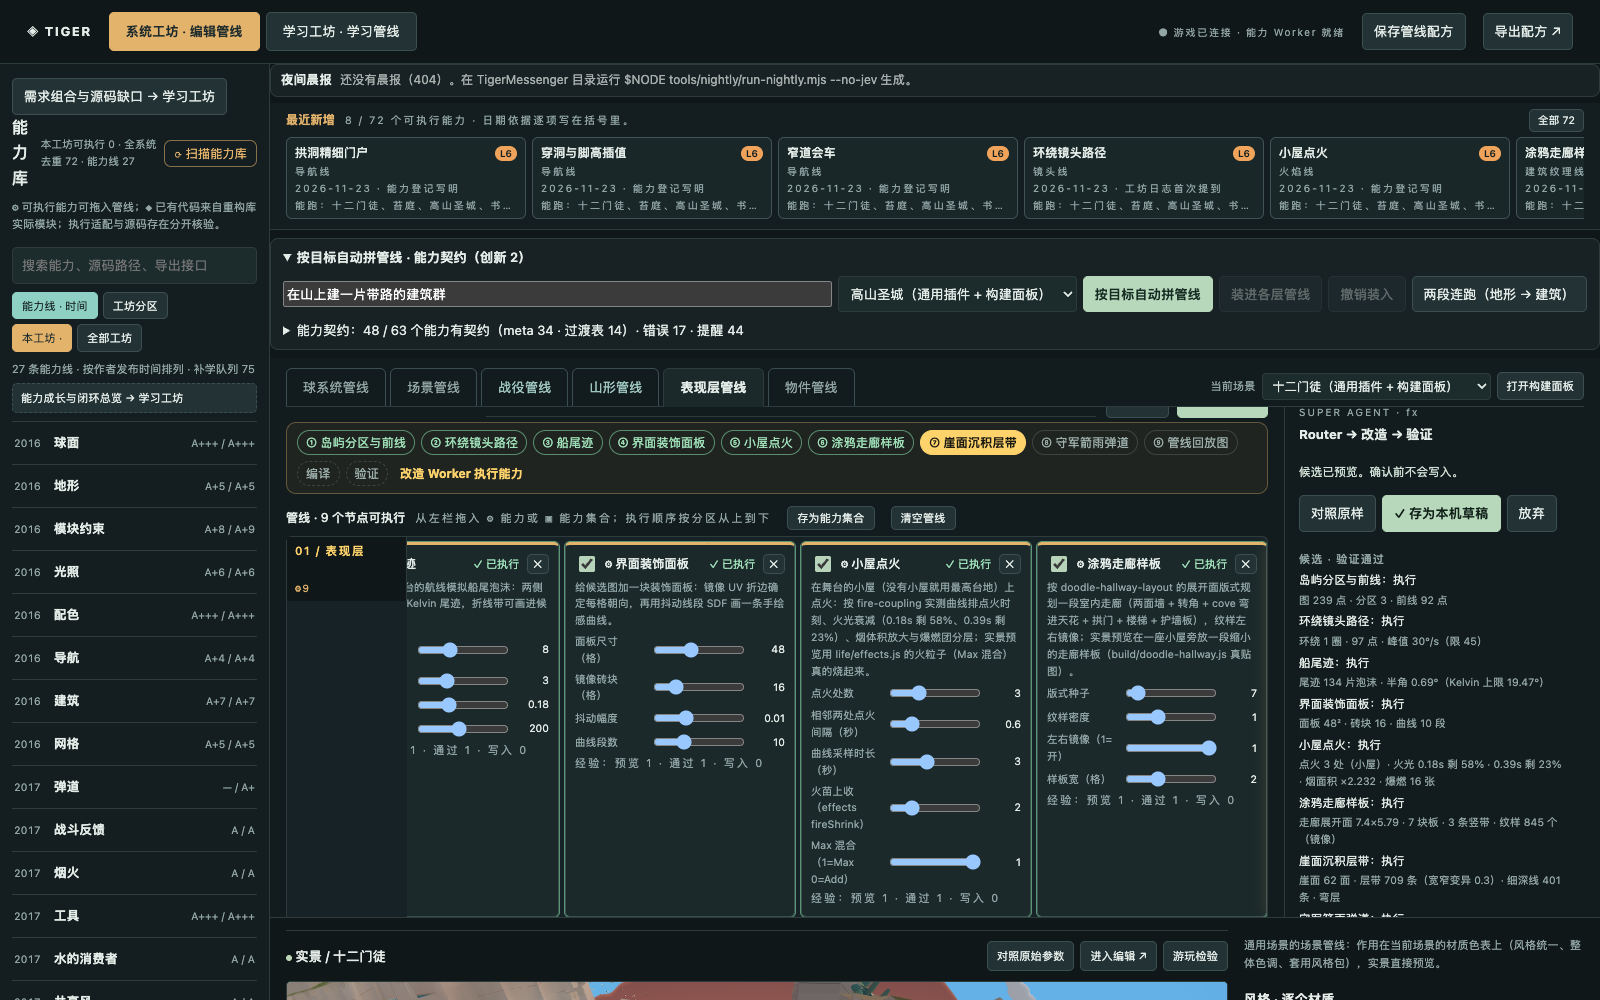 ◈ TIGER
系统工坊 · 编辑管线
学习工坊 · 学习管线
游戏已连接 · 能力 Worker 就绪
保存管线配方
导出配方 ↗
需求组合与源码缺口 → 学习工坊
能力库
本工坊可执行 0 · 全系统去重 72 · 能力线 27
⟳ 扫描能力库
⚙ 可执行能力可拖入管线；◆ 已有代码来自重构库实际模块；执行适配与源码存在分开核验。
搜索能力、源码路径、导出接口
能力线 · 时间
工坊分区
本工坊 ·
全部工坊
27 条能力线 · 按作者发布时间排列 · 补学队列 75
能力成长与闭环总览 → 学习工坊
2016 球面 A+++ / A+++
2016 地形 A+5 / A+5
2016 模块约束 A+8 / A+9
2016 光照 A+6 / A+6
2016 配色 A+++ / A+++
2016 导航 A+4 / A+4
2016 建筑 A+7 / A+7
2016 网格 A+5 / A+5
2017 弹道 — / A+
2017 战斗反馈 A / A
2017 烟火 A / A
2017 工具 A+++ / A+++
2017 水的消费者 A / A
夜间晨报 还没有晨报（404）。在 TigerMessenger 目录运行 $NODE tools/nightly/run-nightly.mjs --no-jev 生成。
最近新增 8 / 72 个可执行能力 · 日期依据逐项写在括号里。
全部 72
拱洞精细门户 L6
导航线
2026-11-23 · 能力登记写明
能跑：十二门徒、苔庭、高山圣城、书…
穿洞与脚高插值 L6
导航线
2026-11-23 · 能力登记写明
能跑：十二门徒、苔庭、高山圣城、书…
窄道会车 L6
导航线
2026-11-23 · 能力登记写明
能跑：十二门徒、苔庭、高山圣城、书…
环绕镜头路径 L6
镜头线
2026-11-23 · 工坊日志首次提到
能跑：十二门徒、苔庭、高山圣城、书…
小屋点火 L6
火焰线
2026-11-23 · 能力登记写明
能跑：十二门徒、苔庭、高山圣城、书…
涂鸦走廊样
建筑纹理线
2026-11-23
能跑：十二
▼ 按目标自动拼管线 · 能力契约（创新 2）
在山上建一片带路的建筑群
高山圣城（通用插件 + 构建面板）
按目标自动拼管线
装进各层管线
撤销装入
两段连跑（地形 → 建筑）
▶ 能力契约：48 / 63 个能力有契约（meta 34 · 过渡表 14）· 错误 17 · 提醒 44
球系统管线
场景管线
战役管线
山形管线
表现层管线
物件管线
当前场景
十二门徒（通用插件 + 构建面板）
打开构建面板
① 岛屿分区与前线
② 环绕镜头路径
③ 船尾迹
④ 界面装饰面板
⑤ 小屋点火
⑥ 涂鸦走廊样板
⑦ 崖面沉积层带
⑧ 守军箭雨弹道
⑨ 管线回放图
编译
验证
改造 Worker 执行能力
管线 · 9 个节点可执行 从左栏拖入 ⚙ 能力或 ▣ 能力集合；执行顺序按分区从上到下
存为能力集合
清空管线
01 / 表现层
⚙9
迹 ✓ 已执行 ✕
台的航线模拟船尾泡沫：两侧
Kelvin 尾迹，折线带可画进候
8
3
0.18
200
1 · 通过 1 · 写入 0
⚙ 界面装饰面板 ✓ 已执行 ✕
给候选图加一块装饰面板：镜像 UV 折边确
定每格朝向，再用抖动线段 SDF 画一条手绘
感曲线。
面板尺寸（格） 48
镜像砖块（格） 16
抖动幅度 0.01
曲线段数 10
经验：预览 1 · 通过 1 · 写入 0
⚙ 小屋点火 ✓ 已执行 ✕
在舞台的小屋（没有小屋就用最高台地）上
点火：按 fire-coupling 实测曲线排点火时
刻、火光衰减（0.18s 剩 58%、0.39s 剩
23%）、烟体积放大与爆燃团分层；实景预
览用 life/effects.js 的火粒子（Max 混合）
真的烧起来。
点火处数 3
相邻两处点火间隔（秒） 0.6
曲线采样时长（秒） 3
火苗上收（effects fireShrink） 2
Max 混合（1=Max 0=Add） 1
经验：预览 1 · 通过 1 · 写入 0
⚙ 涂鸦走廊样板 ✓ 已执行 ✕
按 doodle-hallway-layout 的展开面版式规
划一段室内走廊（两面墙 + 转角 + cove 弯
进天花 + 拱门 + 楼梯 + 护墙板），纹样左
右镜像；实景预览在一座小屋旁放一段缩小
的走廊样板（build/doodle-hallway.js 真贴
图）。
版式种子 7
纹样密度 1
左右镜像（1=开） 1
样板宽（格） 2
经验：预览 1 · 通过 1 · 写入 0
SUPER AGENT · fx
Router → 改造 → 验证
候选已预览。确认前不会写入。
对照原样
✓ 存为本机草稿
放弃
候选 · 验证通过
岛屿分区与前线：执行
图 239 点 · 分区 3 · 前线 92 点
环绕镜头路径：执行
环绕 1 圈 · 97 点 · 峰值 30°/s（限 45）
船尾迹：执行
尾迹 134 片泡沫 · 半角 0.69°（Kelvin 上限 19.47°）
界面装饰面板：执行
面板 48² · 砖块 16 · 曲线 10 段
小屋点火：执行
点火 3 处（小屋）· 火光 0.18s 剩 58% · 0.39s 剩 23%
· 烟面积 ×2.232 · 爆燃 16 张
涂鸦走廊样板：执行
走廊展开面 7.4×5.79 · 7 块板 · 3 条竖带 · 纹样 845 个
（镜像）
崖面沉积层带：执行
崖面 62 面 · 层带 709 条（宽窄变异 0.3）· 细深线 401
条 · 弯层
实景 / 十二门徒
对照原始参数
进入编辑 ↗
游玩检验
通用场景的场景管线：作用在当前场景的材质色表上（风格统一、整
体色调、套用风格包），实景直接预览。
风格 · 逐个材质